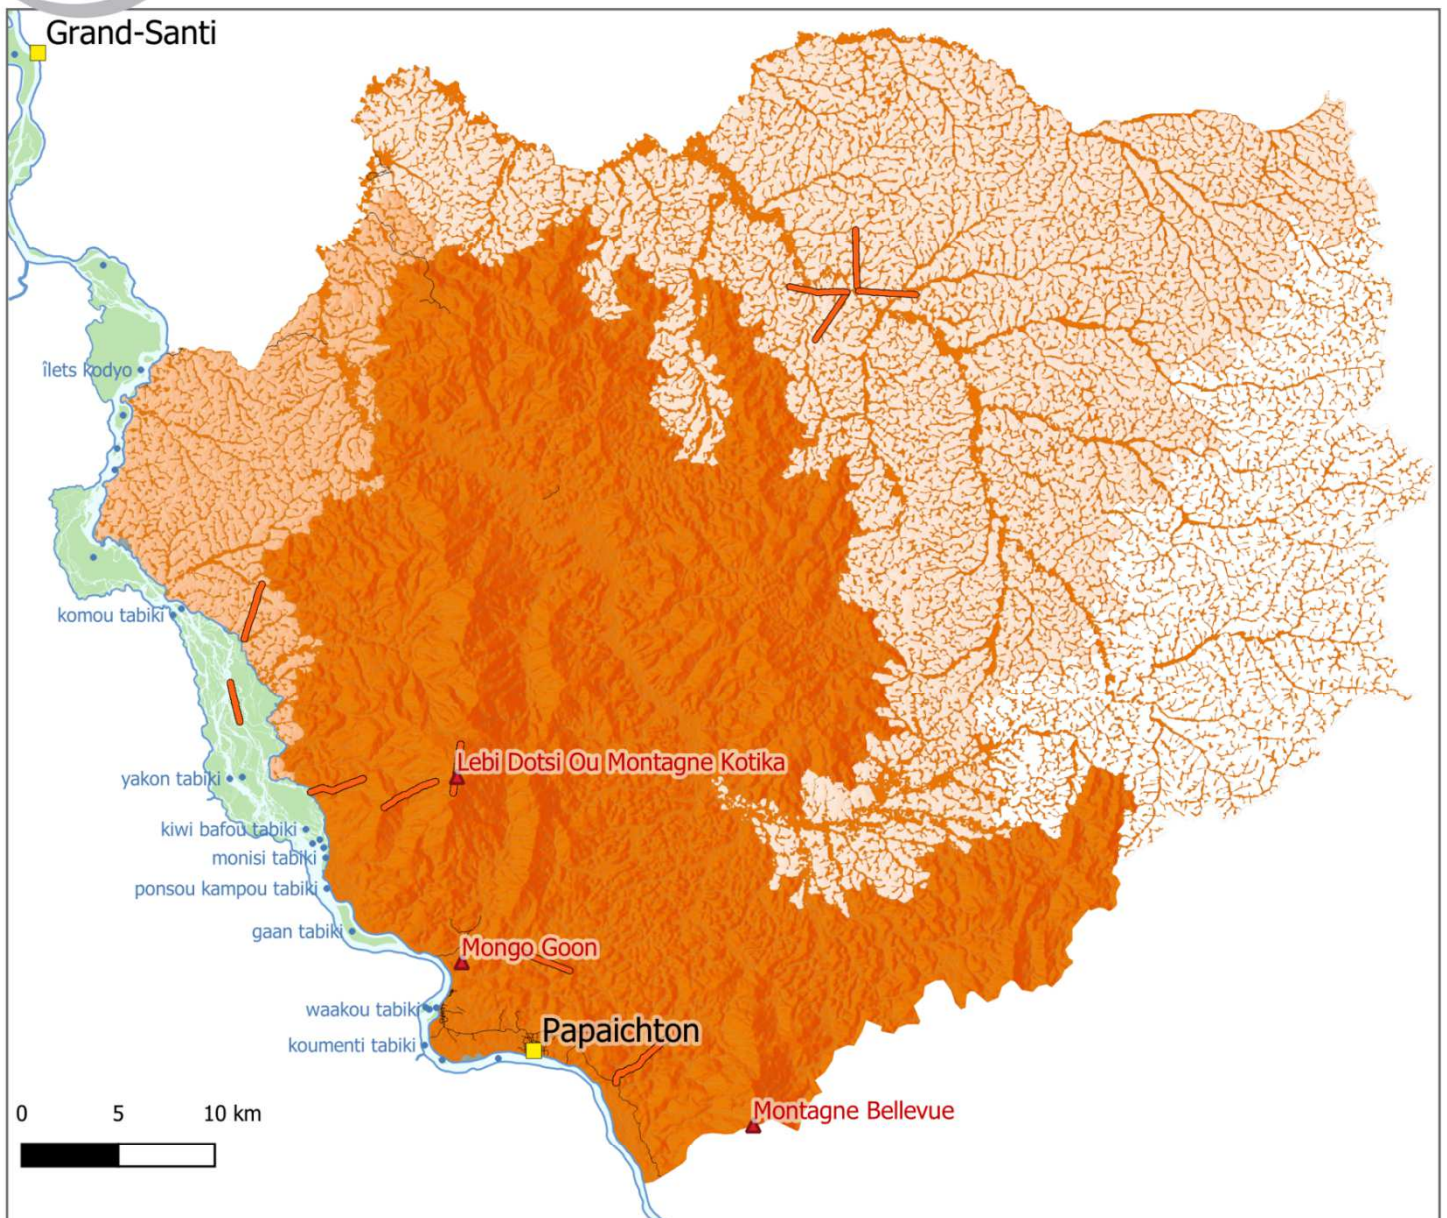 Grand-Santi
îlets kodyo
komou tabiki
Lebi Dotsi Ou Montagne Kotika
yakon tabiki
kiwi bafou tabiki
monisi tabiki
ponsou kampou tabiki
gaan tabiki
Mongo Goon
waakou tabiki
Papaichton
koumenti tabiki
0 5 10 km
Montagne Bellevue